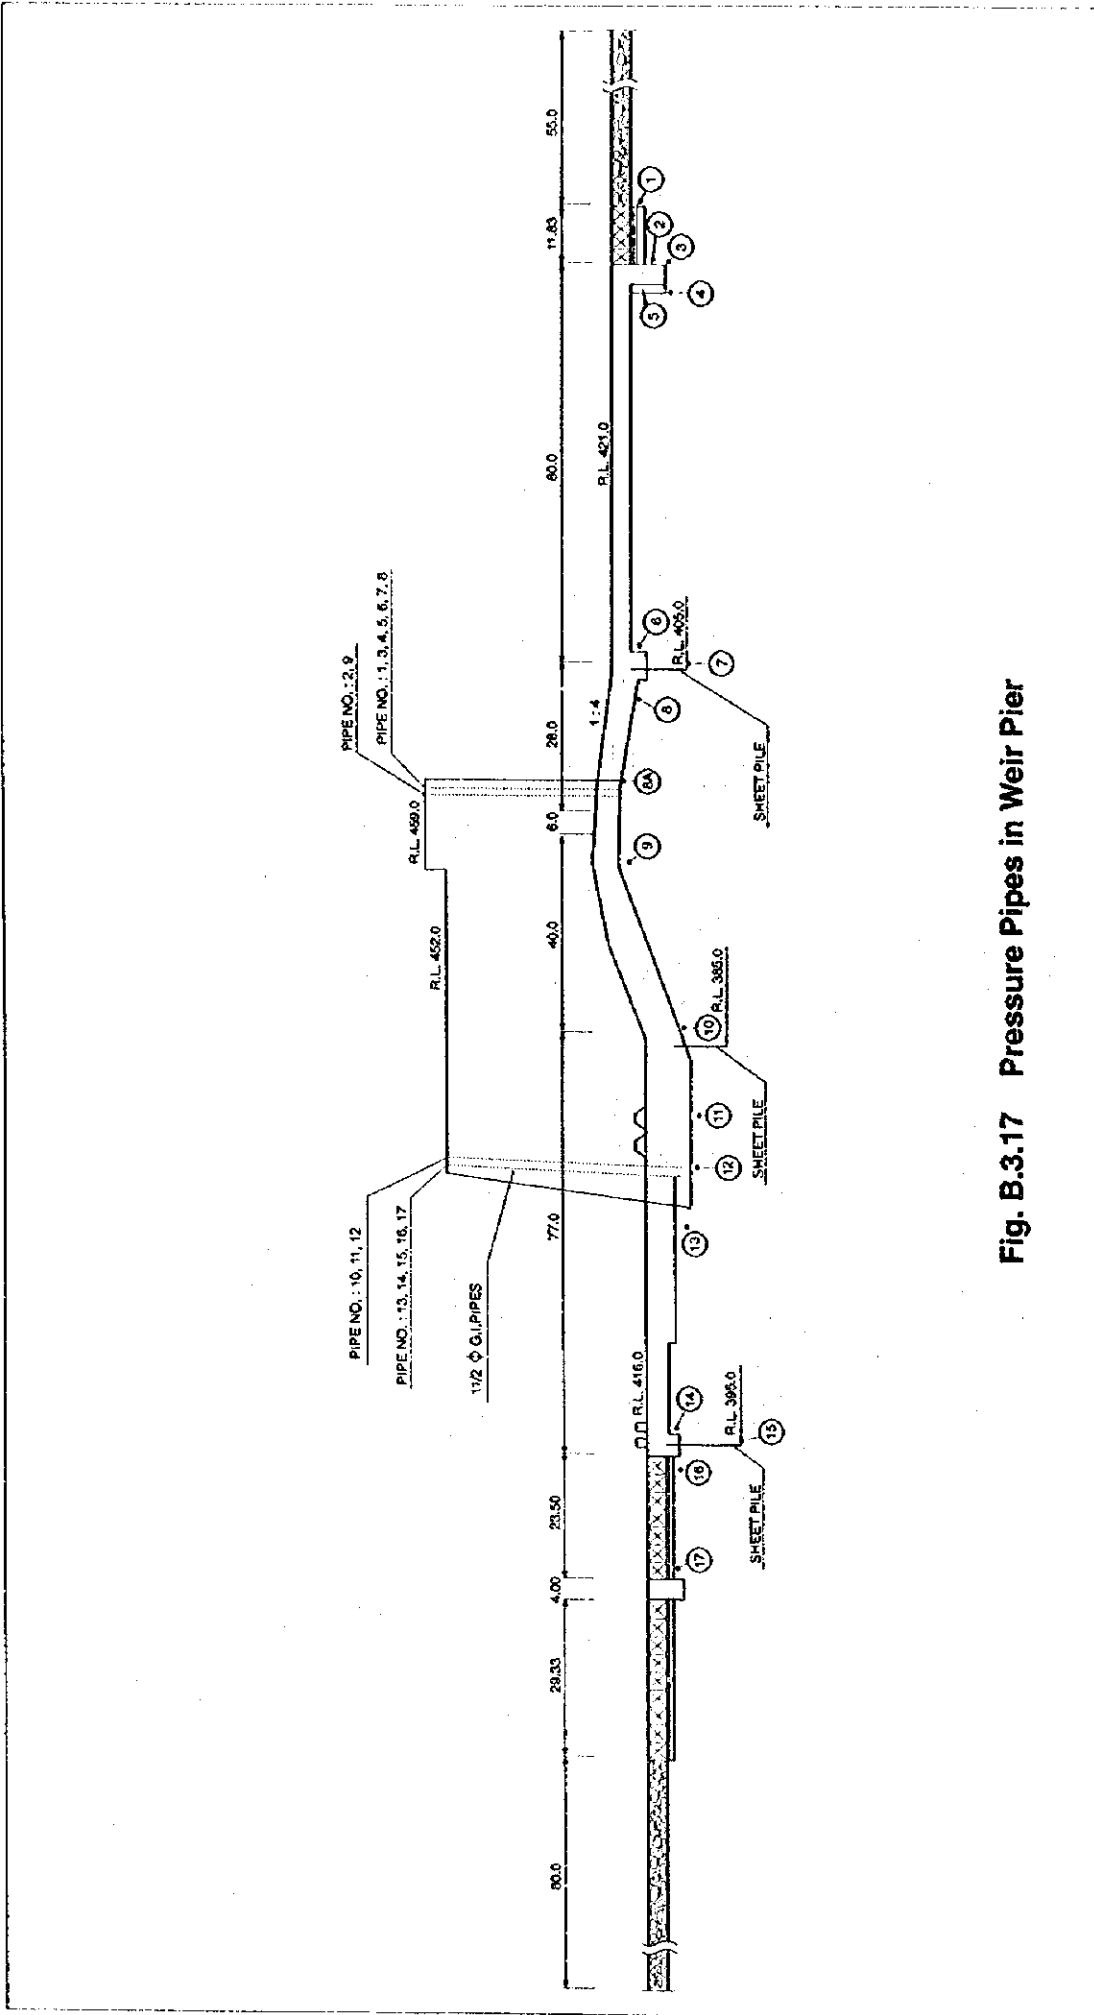 PIPE NO. : 2, 9
PIPE NO. : 1, 3, 4, 5, 6, 7, 8
PIPE NO. : 10, 11, 12
PIPE NO. : 13, 14, 15, 16, 17
11/2 Φ G.I.PIPES
R.L. 452.0
R.L. 469.0
80.0
29.33
4.00
23.50
77.0
40.0
6.0
28.0
80.0
11.83
55.0
R.L. 416.0
1 : 4
R.L. 421.0
17
16
15
14
13
12
11
10
9
8A
8
7
6
5
4
3
2
1
R.L. 395.0
R.L. 385.0
R.L. 405.0
SHEET PILE
SHEET PILE
SHEET PILE
Fig. B.3.17 Pressure Pipes in Weir Pier